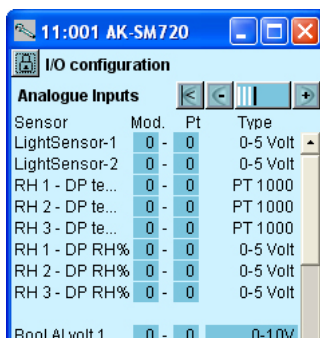 11:001 AK-SM720
I/O configuration
Analogue Inputs
Sensor Mod. Pt Type
LightSensor-1 0 - 0 0-5 Volt
LightSensor-2 0 - 0 0-5 Volt
RH 1 - DP te... 0 - 0 PT 1000
RH 2 - DP te... 0 - 0 PT 1000
RH 3 - DP te... 0 - 0 PT 1000
RH 1 - DP RH% 0 - 0 0-5 Volt
RH 2 - DP RH% 0 - 0 0-5 Volt
RH 3 - DP RH% 0 - 0 0-5 Volt
Bool AI volt 1 0 - 0 0-10V